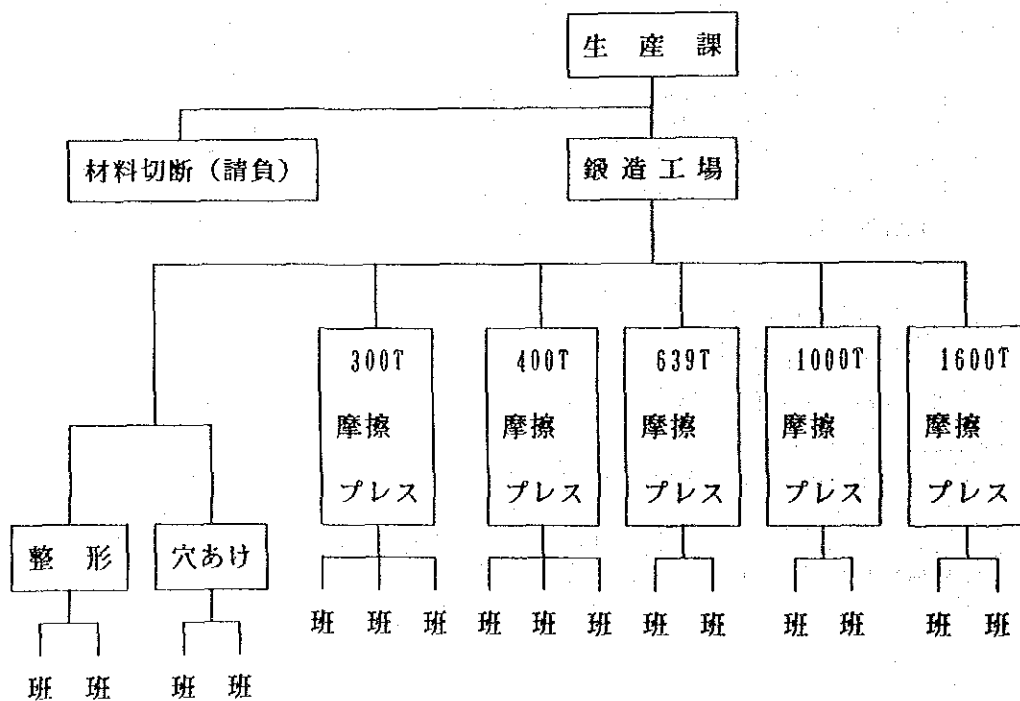 生産課
材料切断（請負）
鍛造工場
300T 400T 639T 1000T 1600T
摩擦 摩擦 摩擦 摩擦 摩擦
プレス プレス プレス プレス プレス
整形 穴あけ
班 班 班 班 班 班 班 班 班 班 班 班
班 班 班 班